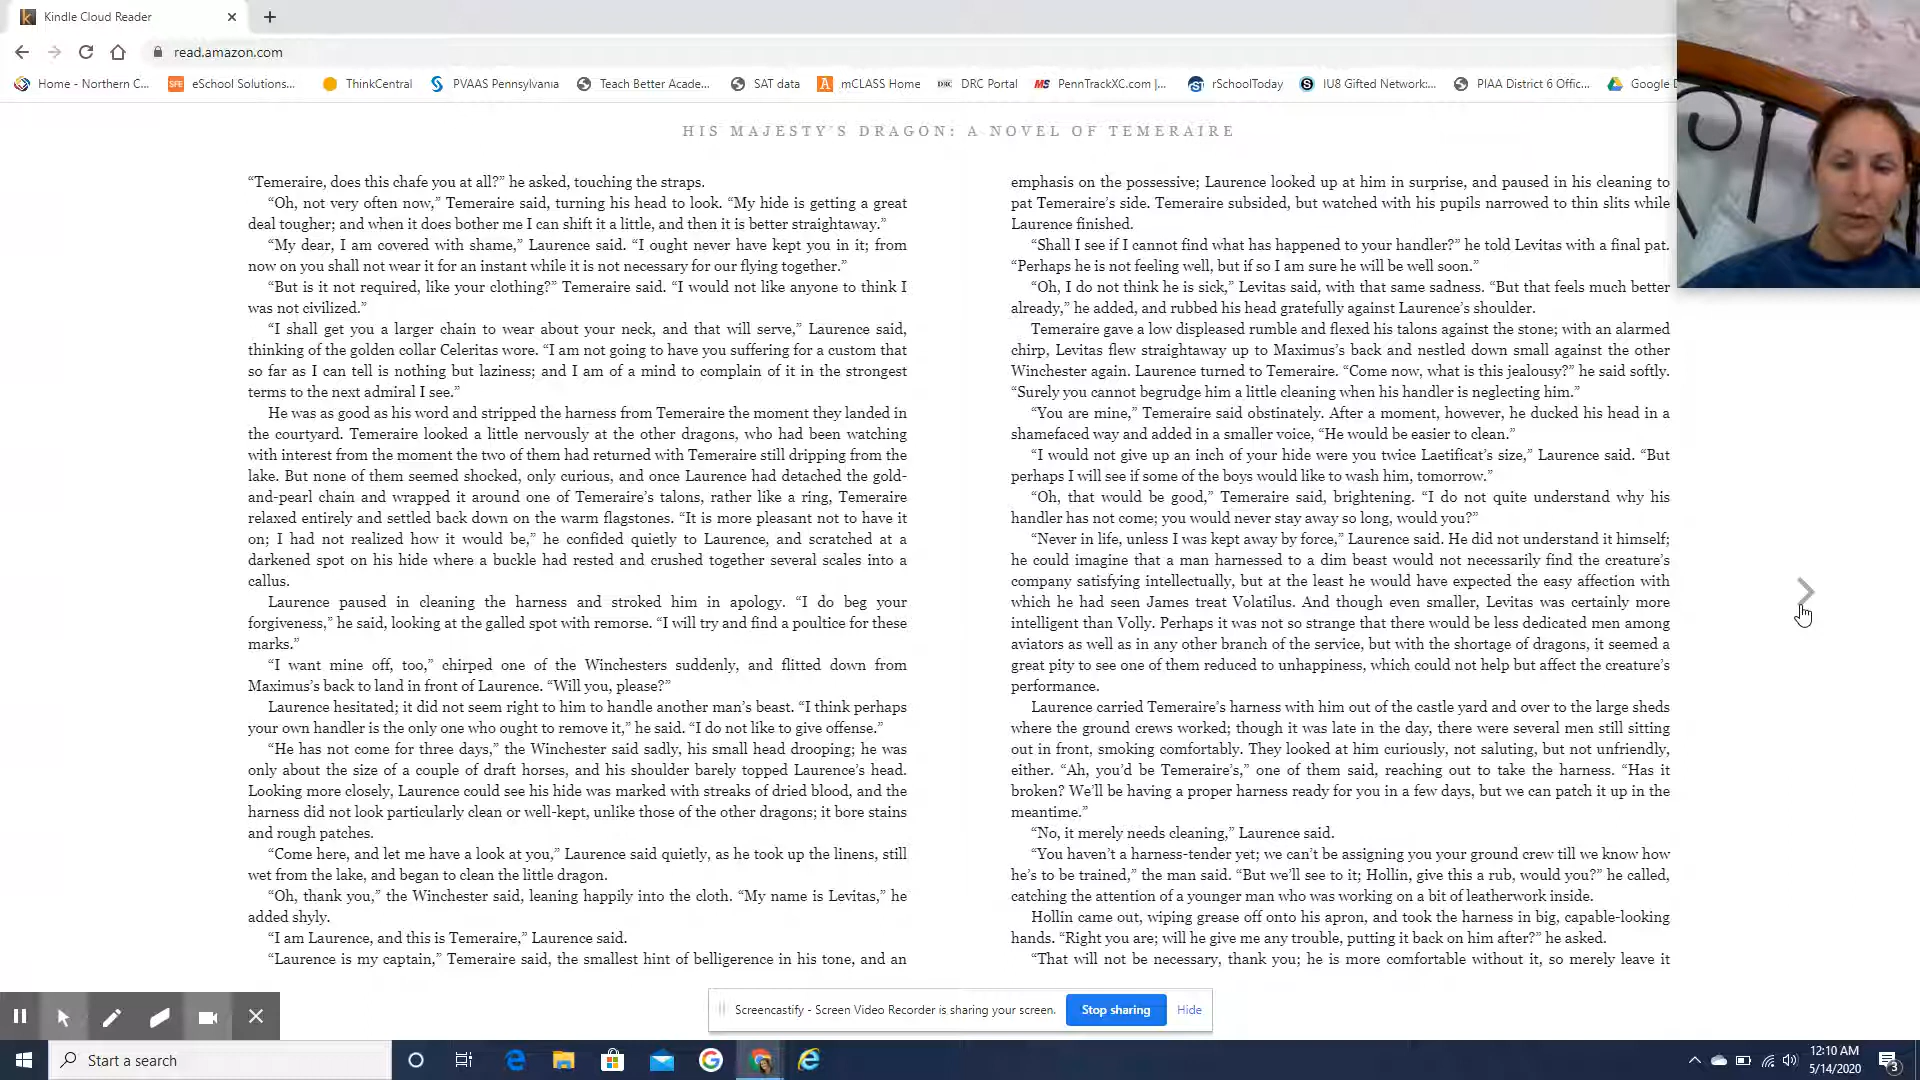 Kindle Cloud Reader
read.amazon.com
Home - Northern C... eSchool Solutions... ThinkCentral PVAAS Pennsylvania Teach Better Acade... SAT data mCLASS Home DRC DRC Portal MS PennTrackXC.com |... rSchoolToday IU8 Gifted Network:... PIAA District 6 Offic... Google
HIS MAJESTY'S DRAGON: A NOVEL OF TEMERAIRE
“Temeraire, does this chafe you at all?” he asked, touching the straps.
“Oh, not very often now,” Temeraire said, turning his head to look. “My hide is getting a great
deal tougher; and when it does bother me I can shift it a little, and then it is better straightaway.”
“My dear, I am covered with shame,” Laurence said. “I ought never have kept you in it; from
now on you shall not wear it for an instant while it is not necessary for our flying together.”
“But is it not required, like your clothing?” Temeraire said. “I would not like anyone to think I
was not civilized.”
“I shall get you a larger chain to wear about your neck, and that will serve,” Laurence said,
thinking of the golden collar Celeritas wore. “I am not going to have you suffering for a custom that
so far as I can tell is nothing but laziness; and I am of a mind to complain of it in the strongest
terms to the next admiral I see.”
He was as good as his word and stripped the harness from Temeraire the moment they landed in
the courtyard. Temeraire looked a little nervously at the other dragons, who had been watching
with interest from the moment the two of them had returned with Temeraire still dripping from the
lake. But none of them seemed shocked, only curious, and once Laurence had detached the gold-
and-pearl chain and wrapped it around one of Temeraire’s talons, rather like a ring, Temeraire
relaxed entirely and settled back down on the warm flagstones. “It is more pleasant not to have it
on; I had not realized how it would be,” he confided quietly to Laurence, and scratched at a
darkened spot on his hide where a buckle had rested and crushed together several scales into a
callus.
Laurence paused in cleaning the harness and stroked him in apology. “I do beg your
forgiveness,” he said, looking at the galled spot with remorse. “I will try and find a poultice for these
marks.”
“I want mine off, too,” chirped one of the Winchesters suddenly, and flitted down from
Maximus’s back to land in front of Laurence. “Will you, please?”
Laurence hesitated; it did not seem right to him to handle another man’s beast. “I think perhaps
your own handler is the only one who ought to remove it,” he said. “I do not like to give offense.”
“He has not come for three days,” the Winchester said sadly, his small head drooping; he was
only about the size of a couple of draft horses, and his shoulder barely topped Laurence’s head.
Looking more closely, Laurence could see his hide was marked with streaks of dried blood, and the
harness did not look particularly clean or well-kept, unlike those of the other dragons; it bore stains
and rough patches.
“Come here, and let me have a look at you,” Laurence said quietly, as he took up the linens, still
wet from the lake, and began to clean the little dragon.
“Oh, thank you,” the Winchester said, leaning happily into the cloth. “My name is Levitas,” he
added shyly.
“I am Laurence, and this is Temeraire,” Laurence said.
“Laurence is my captain,” Temeraire said, the smallest hint of belligerence in his tone, and an
emphasis on the possessive; Laurence looked up at him in surprise, and paused in his cleaning to
pat Temeraire’s side. Temeraire subsided, but watched with his pupils narrowed to thin slits while
Laurence finished.
“Shall I see if I cannot find what has happened to your handler?” he told Levitas with a final pat.
“Perhaps he is not feeling well, but if so I am sure he will be well soon.”
“Oh, I do not think he is sick,” Levitas said, with that same sadness. “But that feels much better
already,” he added, and rubbed his head gratefully against Laurence’s shoulder.
Temeraire gave a low displeased rumble and flexed his talons against the stone; with an alarmed
chirp, Levitas flew straightaway up to Maximus’s back and nestled down small against the other
Winchester again. Laurence turned to Temeraire. “Come now, what is this jealousy?” he said softly.
“Surely you cannot begrudge him a little cleaning when his handler is neglecting him.”
“You are mine,” Temeraire said obstinately. After a moment, however, he ducked his head in a
shamefaced way and added in a smaller voice, “He would be easier to clean.”
“I would not give up an inch of your hide were you twice Laetificat’s size,” Laurence said. “But
perhaps I will see if some of the boys would like to wash him, tomorrow.”
“Oh, that would be good,” Temeraire said, brightening. “I do not quite understand why his
handler has not come; you would never stay away so long, would you?”
“Never in life, unless I was kept away by force,” Laurence said. He did not understand it himself;
he could imagine that a man harnessed to a dim beast would not necessarily find the creature’s
company satisfying intellectually, but at the least he would have expected the easy affection with
which he had seen James treat Volatilus. And though even smaller, Levitas was certainly more
intelligent than Volly. Perhaps it was not so strange that there would be less dedicated men among
aviators as well as in any other branch of the service, but with the shortage of dragons, it seemed a
great pity to see one of them reduced to unhappiness, which could not help but affect the creature’s
performance.
Laurence carried Temeraire’s harness with him out of the castle yard and over to the large sheds
where the ground crews worked; though it was late in the day, there were several men still sitting
out in front, smoking comfortably. They looked at him curiously, not saluting, but not unfriendly,
either. “Ah, you’d be Temeraire’s,” one of them said, reaching out to take the harness. “Has it
broken? We’ll be having a proper harness ready for you in a few days, but we can patch it up in the
meantime.”
“No, it merely needs cleaning,” Laurence said.
“You haven’t a harness-tender yet; we can’t be assigning you your ground crew till we know how
he’s to be trained,” the man said. “But we’ll see to it; Hollin, give this a rub, would you?” he called,
catching the attention of a younger man who was working on a bit of leatherwork inside.
Hollin came out, wiping grease off onto his apron, and took the harness in big, capable-looking
hands. “Right you are; will he give me any trouble, putting it back on him after?” he asked.
“That will not be necessary, thank you; he is more comfortable without it, so merely leave it
Screencastify - Screen Video Recorder is sharing your screen. Stop sharing Hide
Start a search
12:10 AM
5/14/2020
3